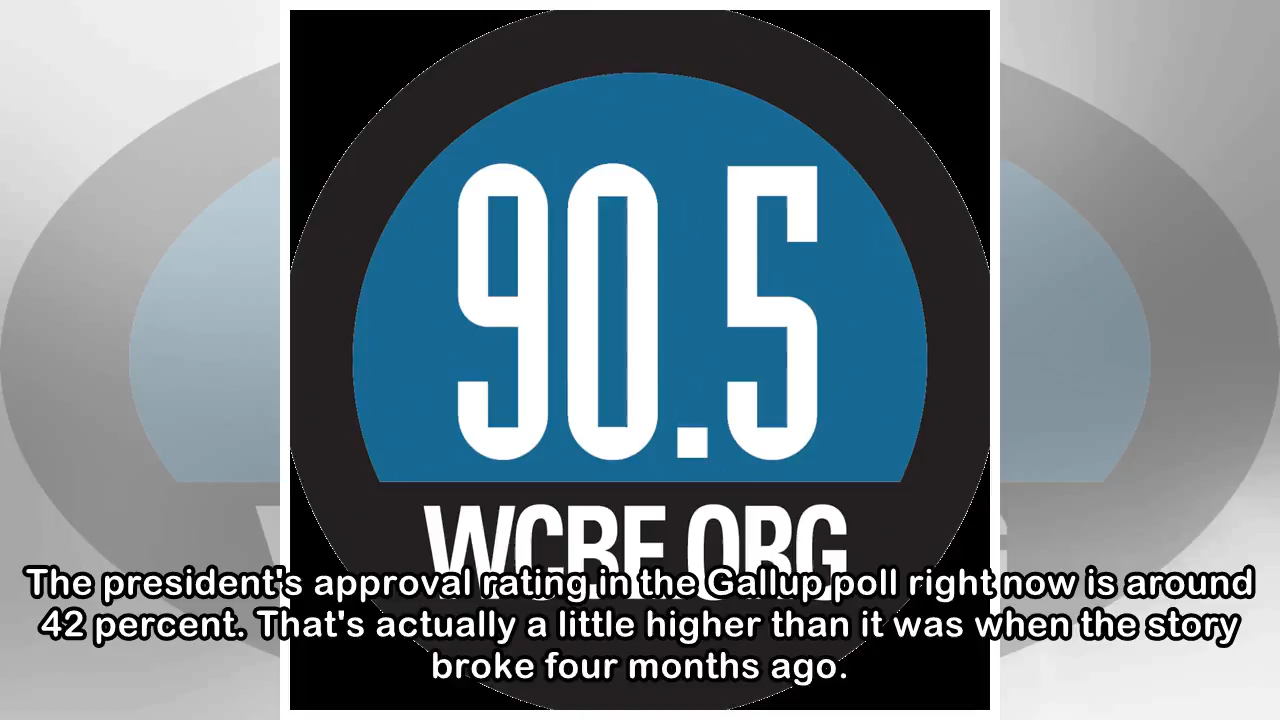 90.5
WCBE.ORG
The president's approval rating in the Gallup poll right now is around
42 percent. That's actually a little higher than it was when the story
broke four months ago.